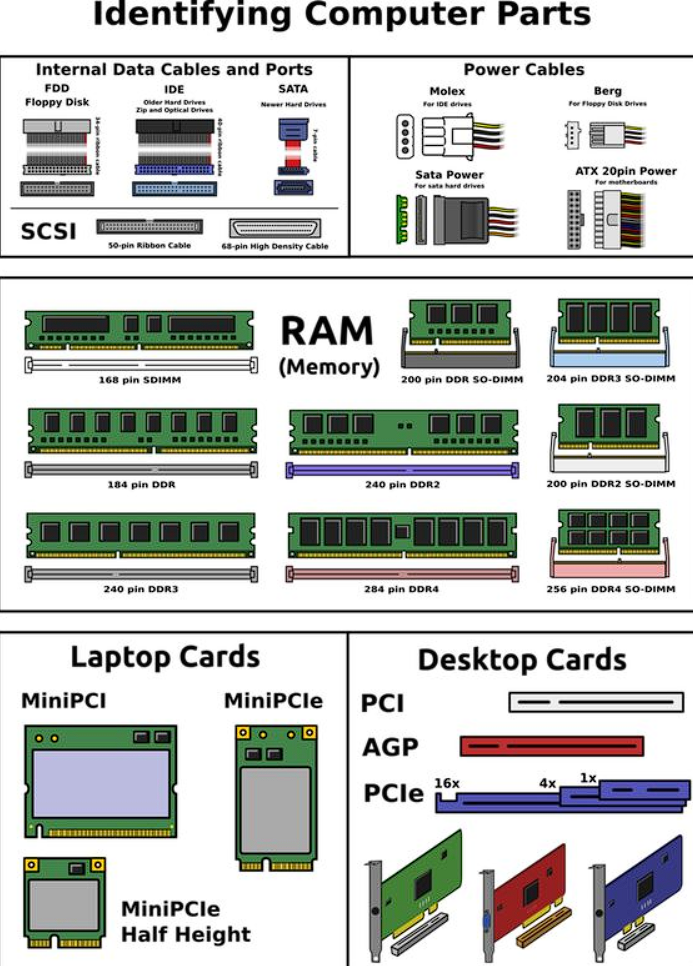 Identifying Computer Parts
Internal Data Cables and Ports
FDD
Floppy Disk
34-pin ribbon cable
IDE
Older Hard Drives
Zip and Optical Drives
40-pin ribbon cable
SATA
Newer Hard Drives
7-pin cable
SCSI
50-pin Ribbon Cable
68-pin High Density Cable
Power Cables
Molex
For IDE drives
Berg
For Floppy Disk Drives
Sata Power
For sata hard drives
ATX 20pin Power
For motherboards
RAM
(Memory)
168 pin SDIMM
200 pin DDR SO-DIMM
204 pin DDR3 SO-DIMM
184 pin DDR
240 pin DDR2
200 pin DDR2 SO-DIMM
240 pin DDR3
284 pin DDR4
256 pin DDR4 SO-DIMM
Laptop Cards
MiniPCI
MiniPCIe
MiniPCIe
Half Height
Desktop Cards
PCI
AGP
PCIe
16x
4x
1x